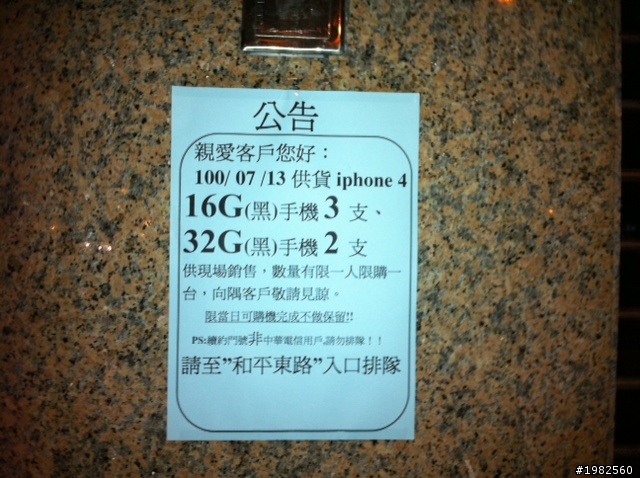 公告
親愛客戶您好：
100/ 07 /13 供貨 iphone 4
16G(黑)手機 3 支、
32G(黑)手機 2 支
供現場銷售，數量有限一人限購一
台，向隅客戶敬請見諒。
限當日可購機完成不做保留!!
PS:續約門號非中華電信用戶,請勿排隊！！
請至”和平東路”入口排隊
#1982560